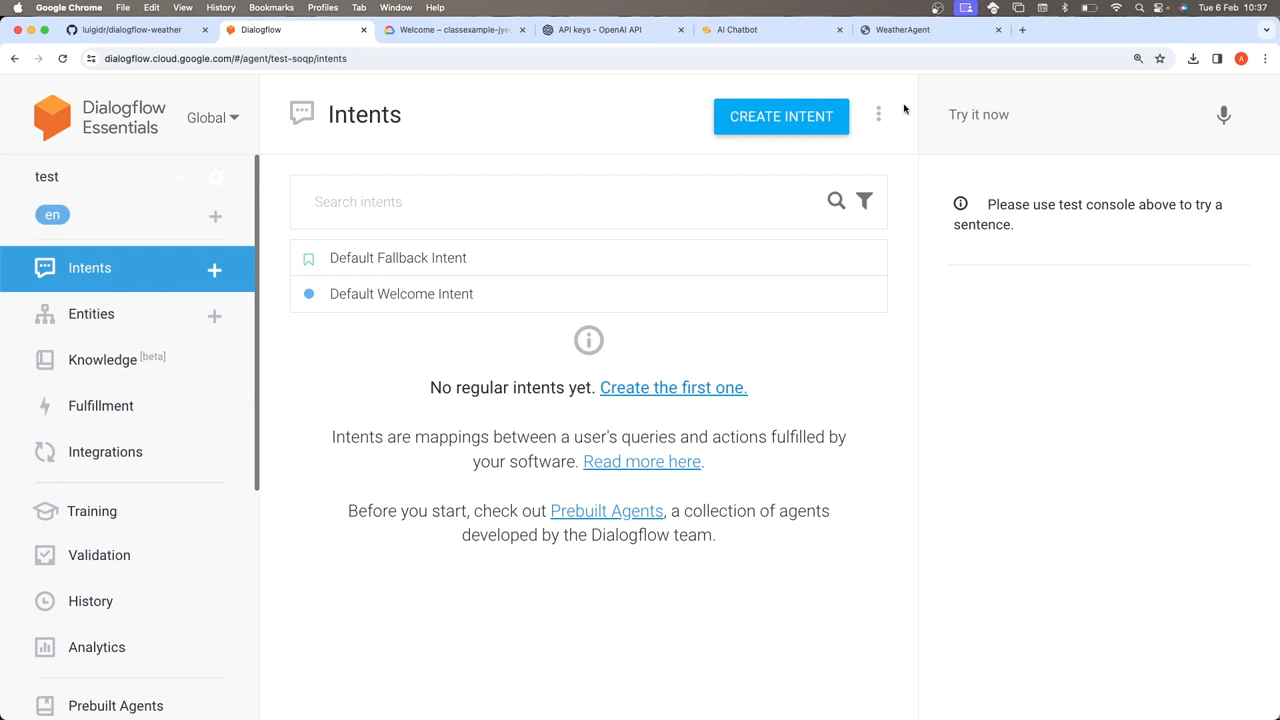 Google Chrome File Edit View History Bookmarks Profiles Tab Window Help
Tue 6 Feb 10:37
luigidr/dialogflow-weather
Dialogflow
Welcome – classexample-jye
API keys - OpenAI API
AI Chatbot
WeatherAgent
dialogflow.cloud.google.com/#/agent/test-soqp/intents
A
Dialogflow
Essentials
Global
Intents
CREATE INTENT
Try it now
test
en
Intents
Entities
Knowledge [beta]
Fulfillment
Integrations
Training
Validation
History
Analytics
Prebuilt Agents
Search intents
Default Fallback Intent
Default Welcome Intent
No regular intents yet. Create the first one.
Intents are mappings between a user's queries and actions fulfilled by
your software. Read more here.
Before you start, check out Prebuilt Agents, a collection of agents
developed by the Dialogflow team.
Please use test console above to try a
sentence.